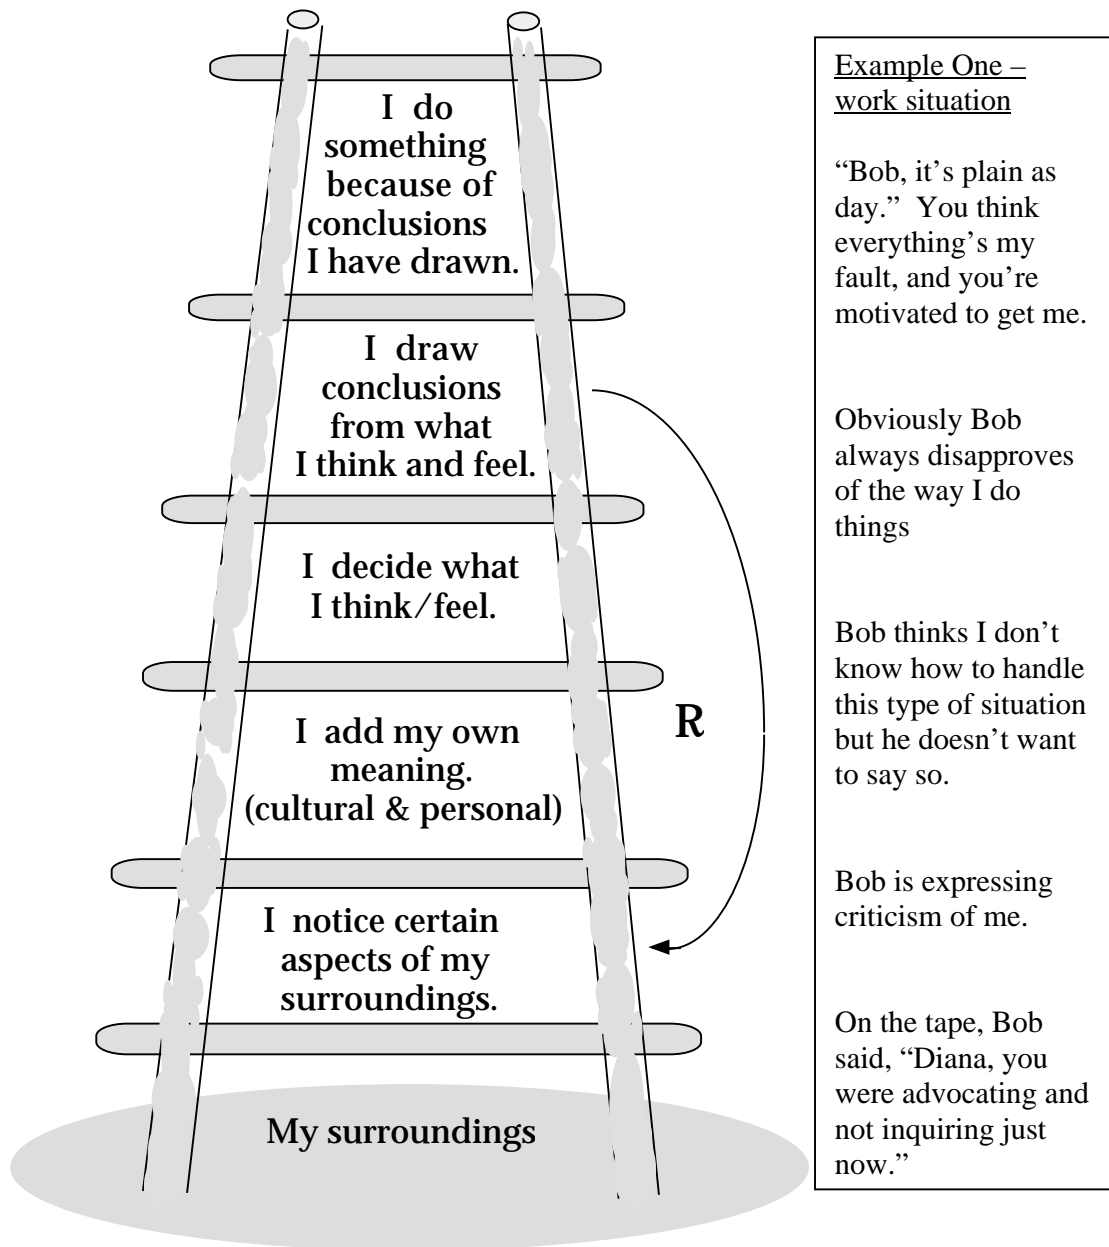 I do
something
because of
conclusions
I have drawn.
I draw
conclusions
from what
I think and feel.
I decide what
I think/feel.
I add my own
meaning.
(cultural & personal)
I notice certain
aspects of my
surroundings.
My surroundings
R
Example One –
work situation
“Bob, it’s plain as
day.” You think
everything’s my
fault, and you’re
motivated to get me.
Obviously Bob
always disapproves
of the way I do
things
Bob thinks I don’t
know how to handle
this type of situation
but he doesn’t want
to say so.
Bob is expressing
criticism of me.
On the tape, Bob
said, “Diana, you
were advocating and
not inquiring just
now.”